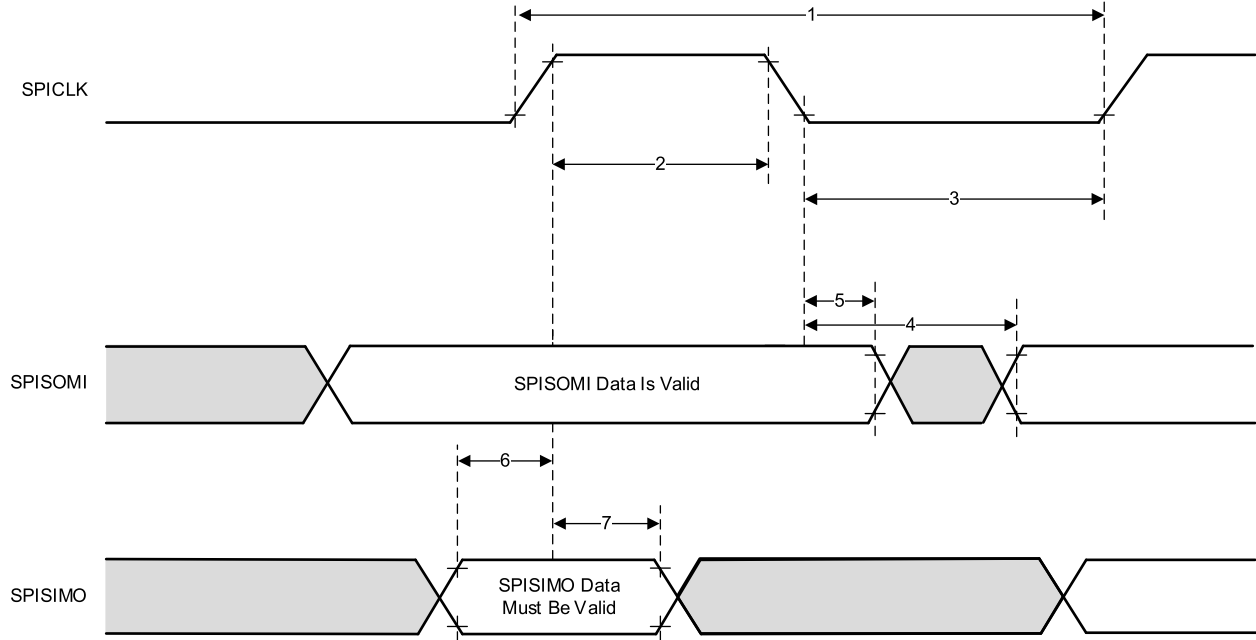 1
SPICLK
2
3
5
4
SPISOMI
SPISOMI Data Is Valid
6
7
SPISIMO
SPISIMO Data
Must Be Valid